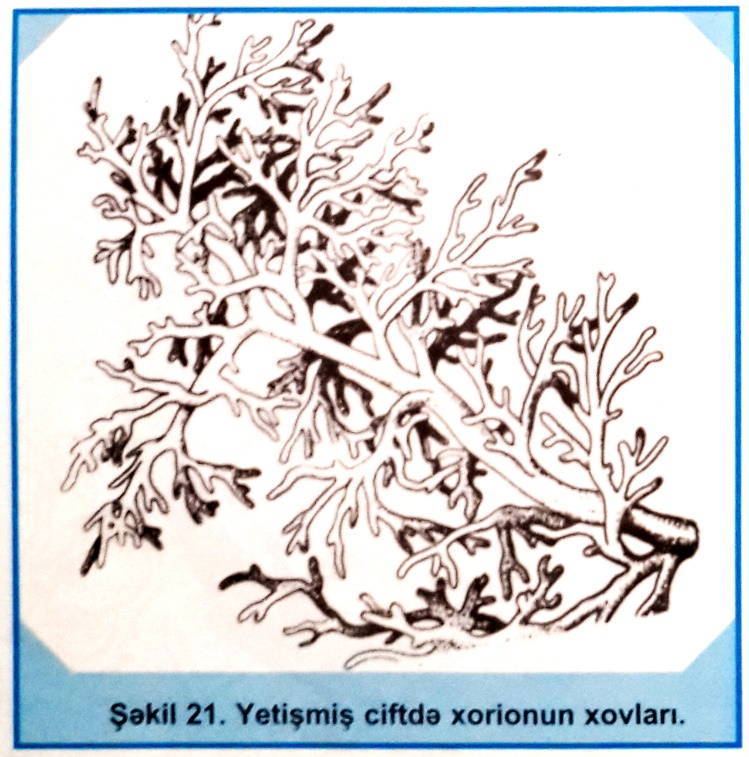 Şəkil 21. Yetişmiş ciftdə xorionun xovları.